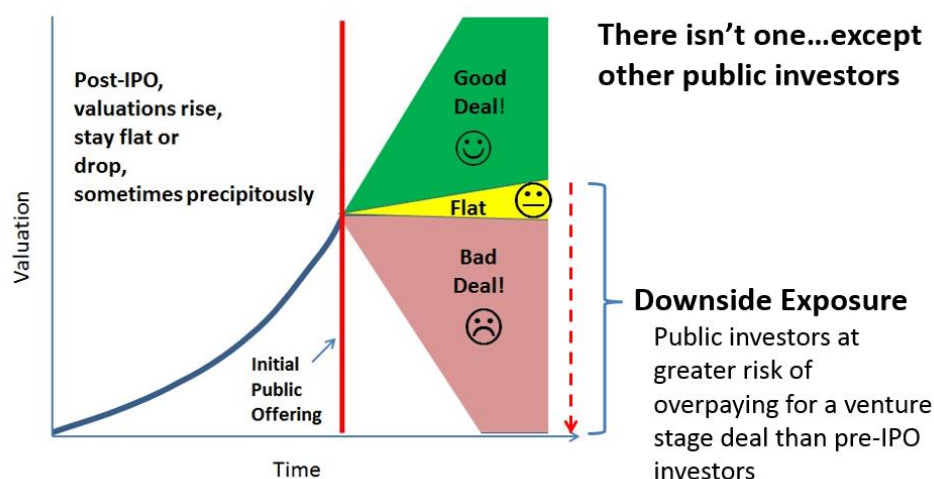 There isn’t one...except
other public investors
Post-IPO,
valuations rise,
stay flat or
drop,
sometimes precipitously
Good
Deal!
Flat
Bad
Deal!
Valuation
Initial
Public
Offering
Time
Downside Exposure
Public investors at
greater risk of
overpaying for a venture
stage deal than pre-IPO
investors